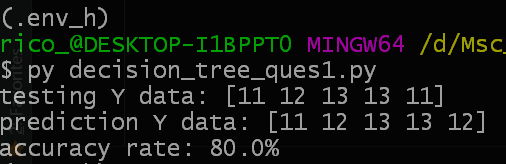 (.env_h)
rico_@DESKTOP-I1BPPT0 MINGW64 /d/Msc_
$ py decision_tree_ques1.py
testing Y data: [11 12 13 13 11]
prediction Y data: [11 12 13 13 12]
accuracy rate: 80.0%